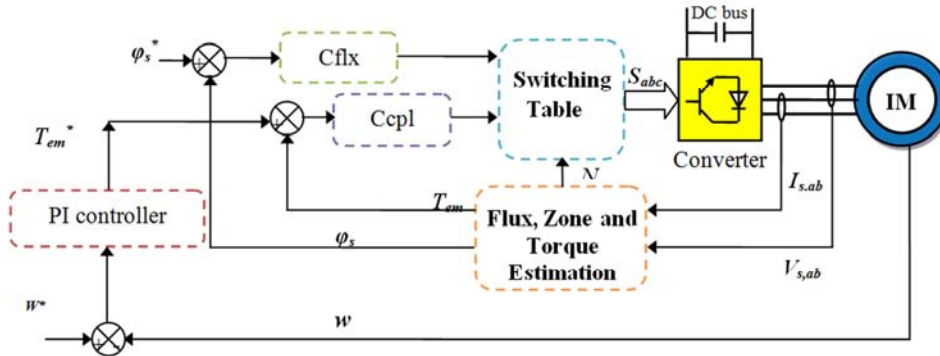 DC bus
φs*
Cflx
Switching
Table
Sabc
IM
Ccpl
Tem*
Converter
N
Is.ab
PI controller
Tem
Flux, Zone and
Torque
Estimation
φs
Vs,ab
w*
w